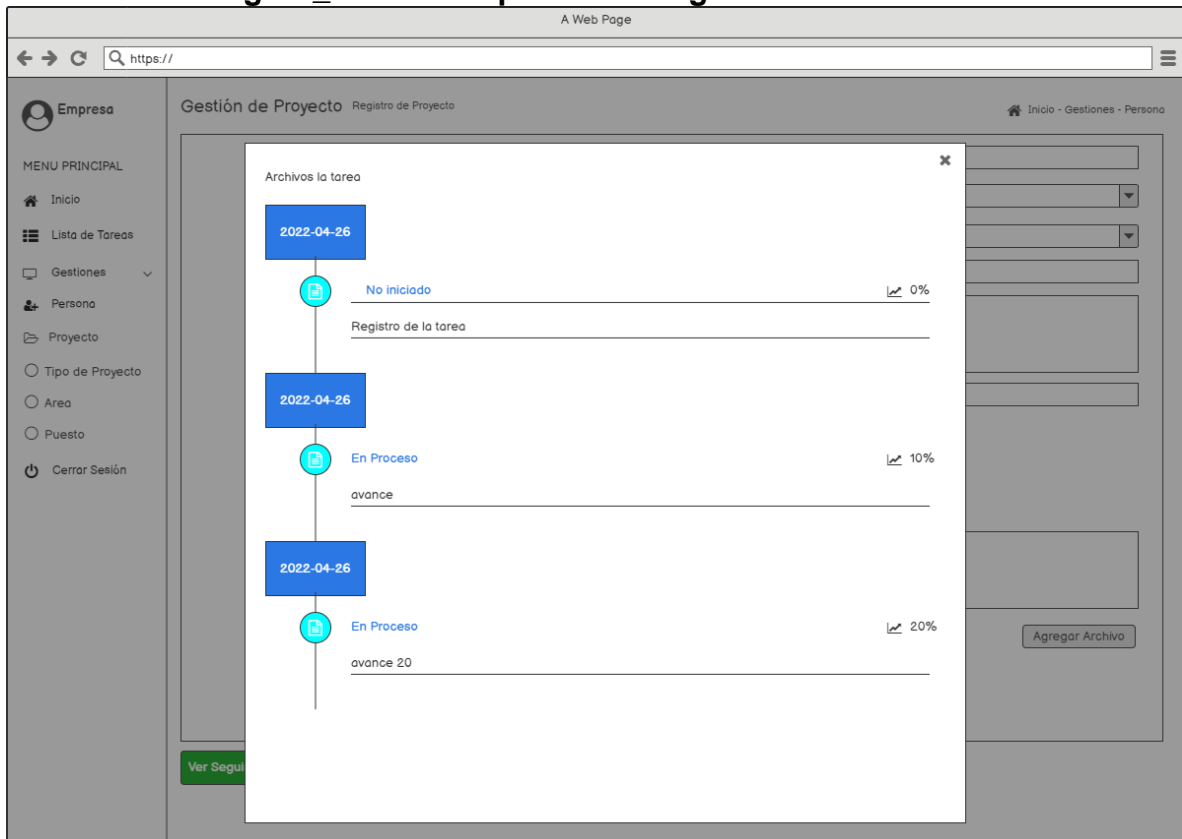 A Web Page
https://
Empresa
Gestión de Proyecto Registro de Proyecto
Inicio - Gestiones - Persona
MENU PRINCIPAL
Inicio
Lista de Tareas
Gestiones
Persona
Proyecto
Tipo de Proyecto
Area
Puesto
Cerrar Sesión
Archivos la tarea
2022-04-26
No iniciado 0%
Registro de la tarea
2022-04-26
En Proceso 10%
avance
2022-04-26
En Proceso 20%
avance 20
Agregar Archivo
Ver Segui